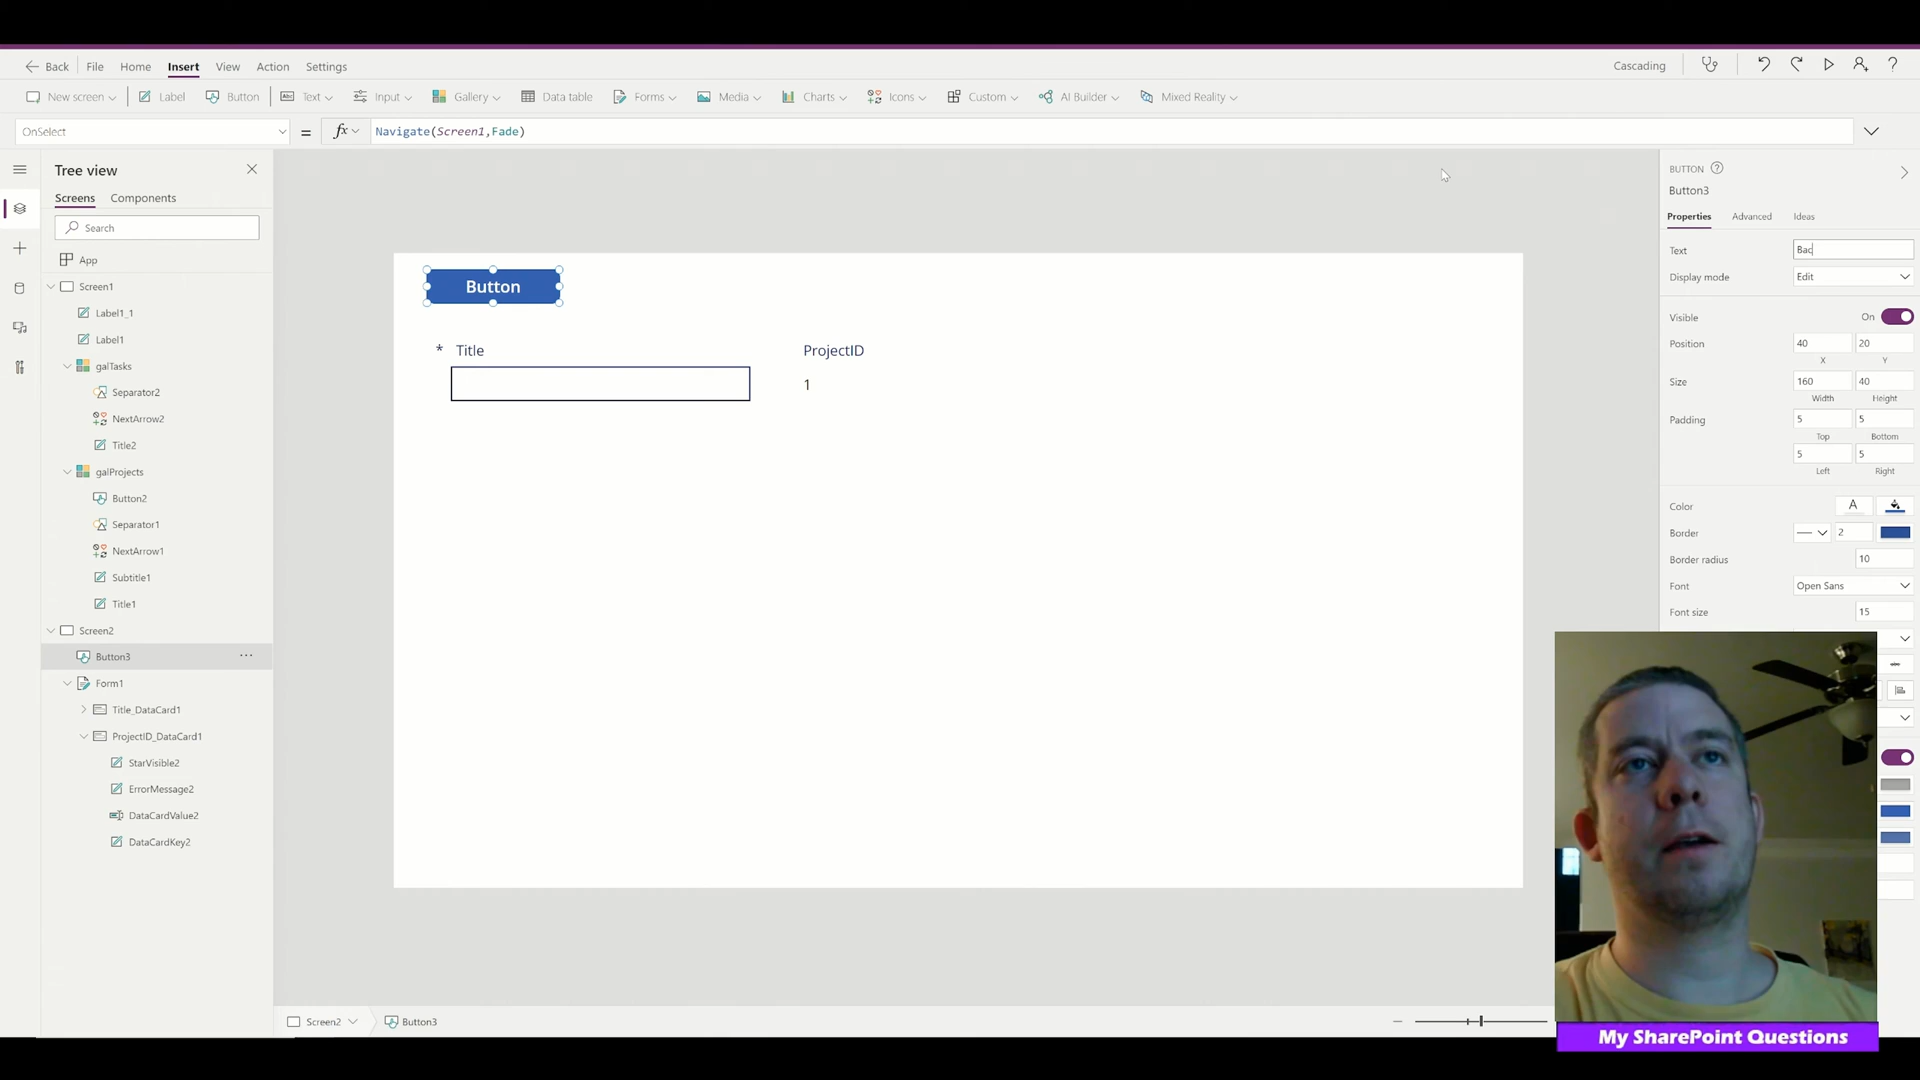 Back File Home Insert View Action Settings Cascading
New screen Label Button Text Input Gallery Data table Forms Media Charts Icons Custom AI Builder Mixed Reality
OnSelect = fx Navigate(Screen1,Fade)
Tree view
Screens Components
Search
App
Screen1
Label1_1
Label1
galTasks
Separator2
NextArrow2
Title2
galProjects
Button2
Separator1
NextArrow1
Subtitle1
Title1
Screen2
Button3 ...
Form1
Title_DataCard1
ProjectID_DataCard1
StarVisible2
ErrorMessage2
DataCardValue2
DataCardKey2
Button
* Title ProjectID
1
Screen2 Button3
BUTTON
Button3
Properties Advanced Ideas
Text Bac
Display mode Edit
Visible On
Position 40 20
X Y
Size 160 40
Width Height
Padding 5 5
Top Bottom
5 5
Left Right
Color A
Border 2
Border radius 10
Font Open Sans
Font size 15
My SharePoint Questions